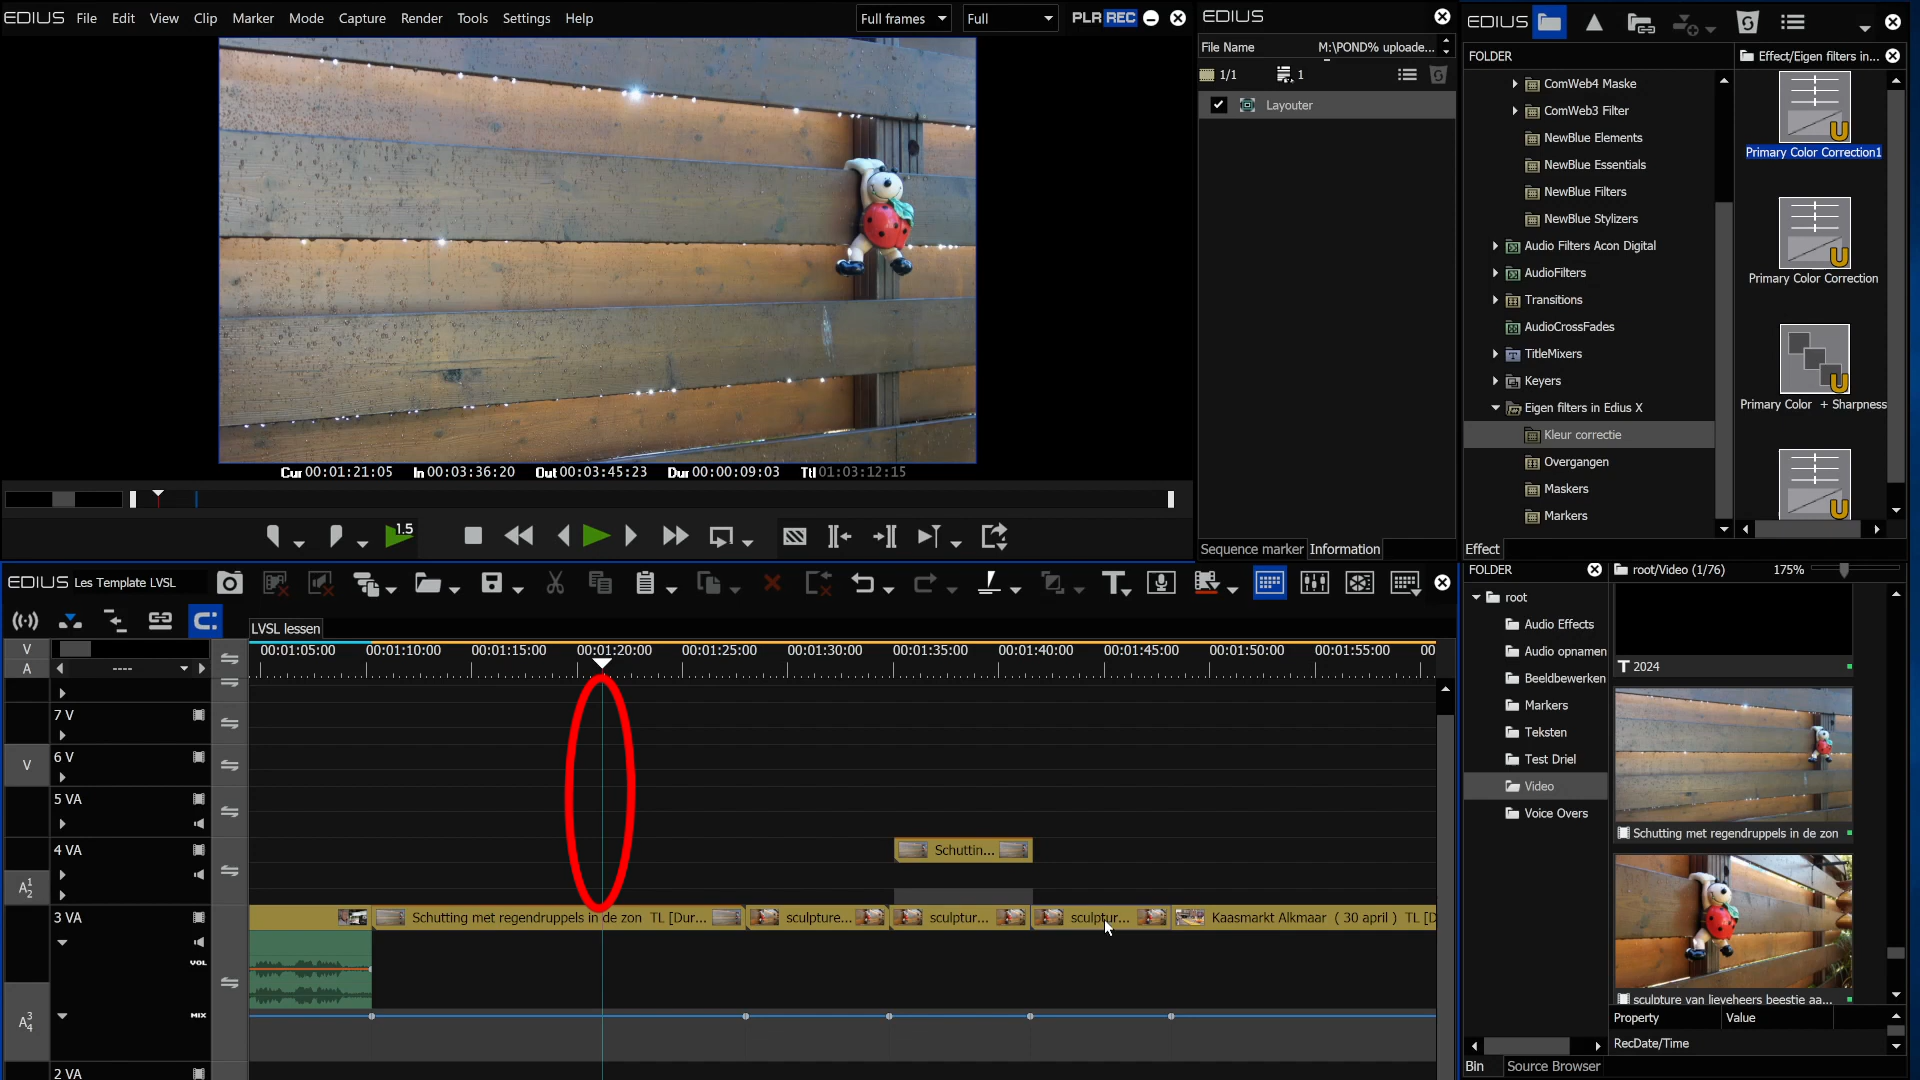 EDIUS File Edit View Clip Marker Mode Capture Render Tools Settings Help
Full frames Full PLR REC
Cur 00:01:21:05 In 00:03:36:20 Out 00:03:45:23 Dur 00:00:09:03 Ttl 01:03:12:15
1.5
EDIUS
File Name M:\POND% uploade...
1/1 1
Layouter
Sequence marker Information
EDIUS
FOLDER
ComWeb4 Maske
ComWeb3 Filter
NewBlue Elements
NewBlue Essentials
NewBlue Filters
NewBlue Stylizers
Audio Filters Acon Digital
AudioFilters
Transitions
AudioCrossFades
TitleMixers
Keyers
Eigen filters in Edius X
Kleur correctie
Overgangen
Maskers
Markers
Effect
Effect/Eigen filters in...
U
Primary Color Correction1
U
Primary Color Correction
U
Primary Color + Sharpness
U
EDIUS Les Template LVSL
LVSL lessen
V
A ----
00:01:05:00 00:01:10:00 00:01:15:00 00:01:20:00 00:01:25:00 00:01:30:00 00:01:35:00 00:01:40:00 00:01:45:00 00:01:50:00 00:01:55:00 00
7 V
V 6 V
5 VA
4 VA Schuttin...
A 1 2
3 VA Schutting met regendruppels in de zon TL [Dur... sculpture... sculptur... sculptur... Kaasmarkt Alkmaar ( 30 april ) TL [D
VOL
A 3 4 MIX
2 VA
FOLDER
root
Audio Effects
Audio opnamen
Beeldbewerken
Markers
Teksten
Test Driel
Video
Voice Overs
root/Video (1/76) 175%
T 2024
Schutting met regendruppels in de zon
sculpture van lieveheers beestie aa...
Property Value
RecDate/Time
Bin Source Browser